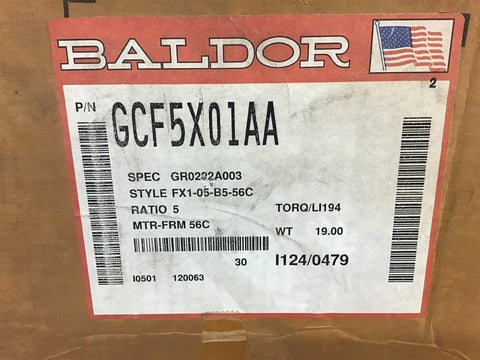 BALDOR
2
P/N GCF5X01AA
SPEC GR0222A003
STYLE FX1-05-B5-56C
RATIO 5 TORQ/LI194
MTR-FRM 56C WT 19.00
30 I124/0479
I0501 120063